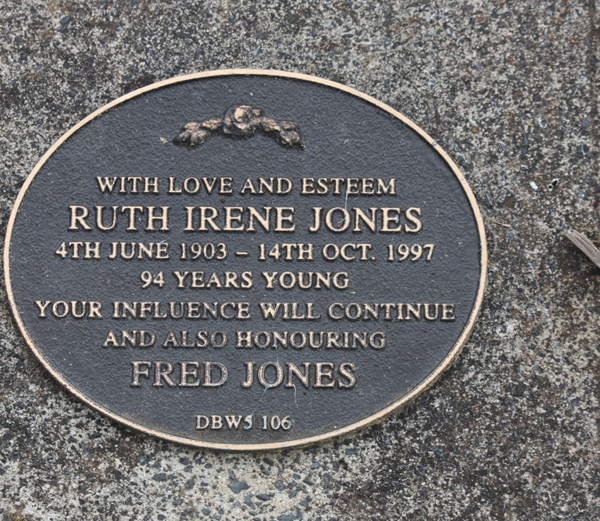 WITH LOVE AND ESTEEM
RUTH IRENE JONES
4TH JUNE 1903 – 14TH OCT. 1997
94 YEARS YOUNG
YOUR INFLUENCE WILL CONTINUE
AND ALSO HONOURING
FRED JONES
DBW5 106